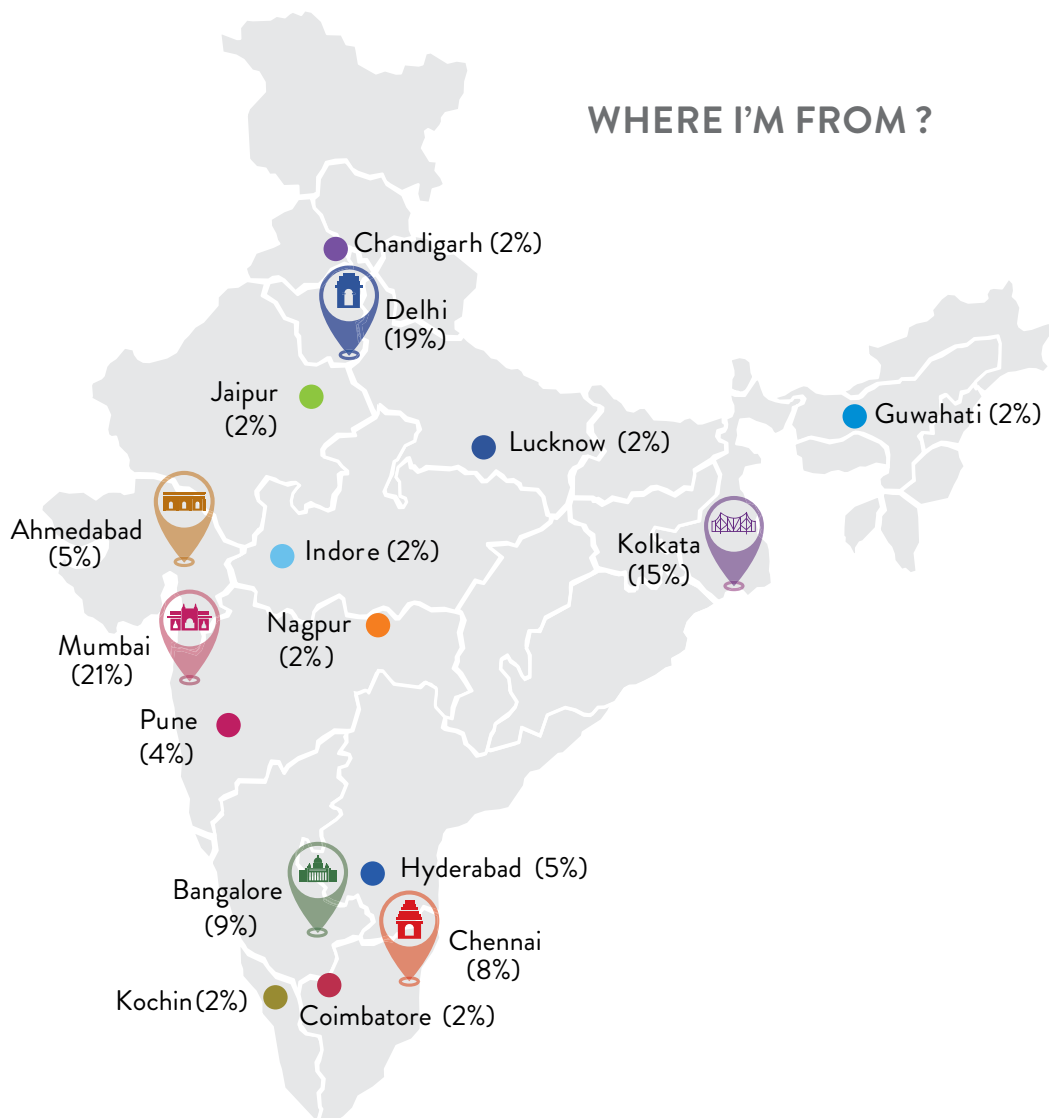 WHERE I'M FROM ?
Chandigarh (2%)
Delhi
(19%)
Jaipur
(2%)
Guwahati (2%)
Lucknow (2%)
Ahmedabad
(5%)
Indore (2%)
Kolkata
(15%)
Nagpur
(2%)
Mumbai
(21%)
Pune
(4%)
Hyderabad (5%)
Bangalore
(9%)
Chennai
(8%)
Kochin (2%)
Coimbatore (2%)